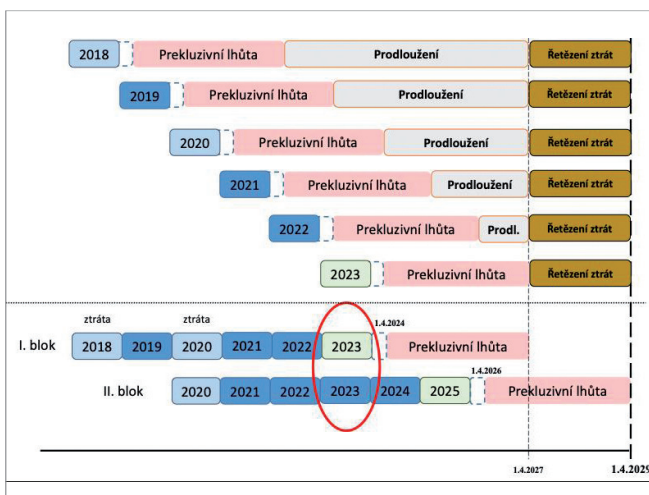 2018 Prekluzivní lhůta Prodloužení Řetězení ztrát
2019 Prekluzivní lhůta Prodloužení Řetězení ztrát
2020 Prekluzivní lhůta Prodloužení Řetězení ztrát
2021 Prekluzivní lhůta Prodloužení Řetězení ztrát
2022 Prekluzivní lhůta Prodl. Řetězení ztrát
2023 Prekluzivní lhůta Řetězení ztrát
ztráta ztráta 1.4.2024
I. blok 2018 2019 2020 2021 2022 2023 Prekluzivní lhůta
1.4.2026
II. blok 2020 2021 2022 2023 2024 2025 Prekluzivní lhůta
1.4.2027 1.4.2029